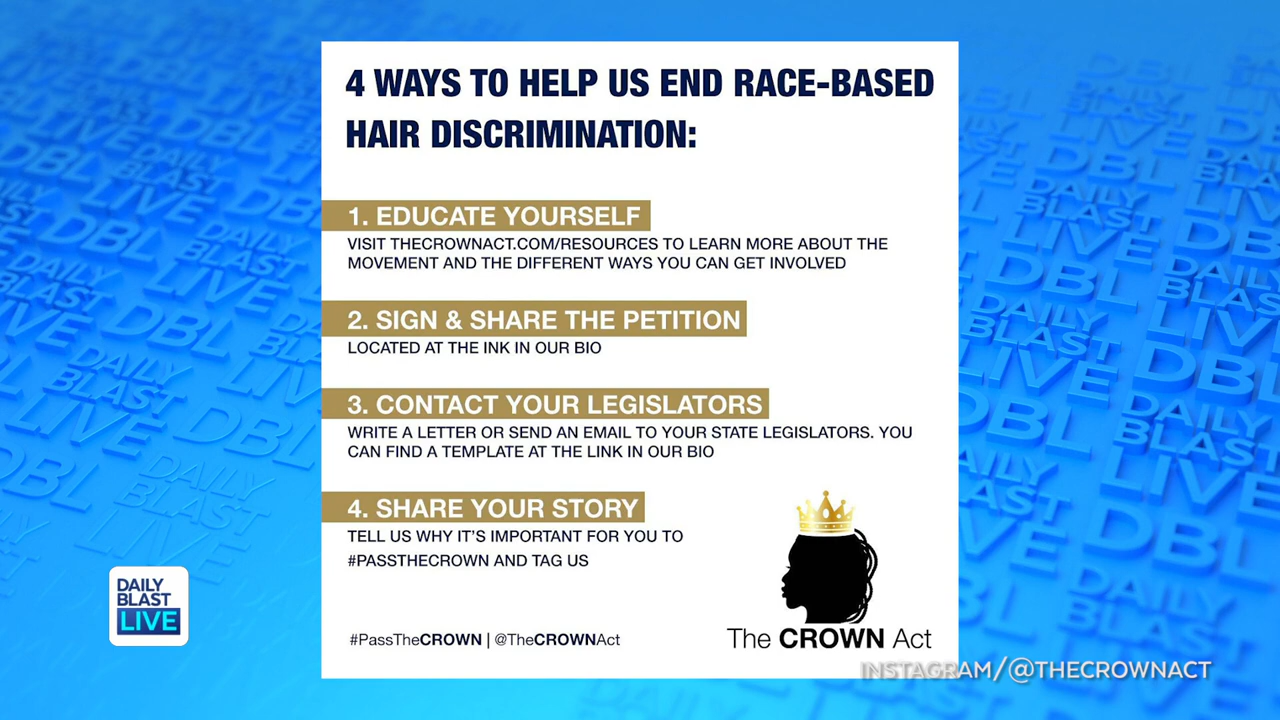 4 WAYS TO HELP US END RACE-BASED
HAIR DISCRIMINATION:
1. EDUCATE YOURSELF
VISIT THECROWNACT.COM/RESOURCES TO LEARN MORE ABOUT THE
MOVEMENT AND THE DIFFERENT WAYS YOU CAN GET INVOLVED
2. SIGN & SHARE THE PETITION
LOCATED AT THE INK IN OUR BIO
3. CONTACT YOUR LEGISLATORS
WRITE A LETTER OR SEND AN EMAIL TO YOUR STATE LEGISLATORS. YOU
CAN FIND A TEMPLATE AT THE LINK IN OUR BIO
4. SHARE YOUR STORY
TELL US WHY IT'S IMPORTANT FOR YOU TO
#PASSTHECROWN AND TAG US
#PassTheCROWN | @TheCROWNAct
The CROWN Act
INSTAGRAM/@THECROWNACT
DAILY
BLAST
LIVE